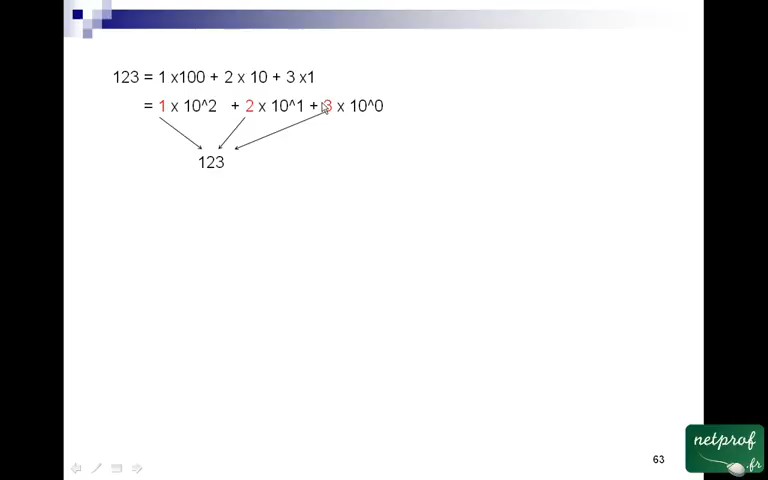 123 = 1 x100 + 2 x 10 + 3 x1
= 1 x 10^2 + 2 x 10^1 + 3 x 10^0
123
63
netprof
.fr